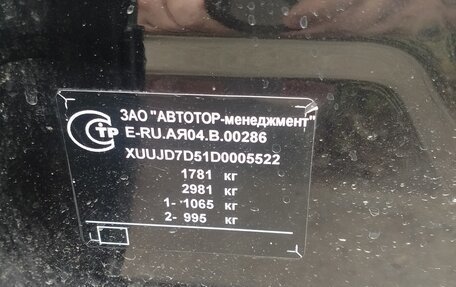 ЗАО "АВТОТОР-менеджмент"
E-RU.АЯ04.В.00286
XUUJD7D51D0005522
1781 кг
2981 кг
1- 1065 кг
2- 995 кг